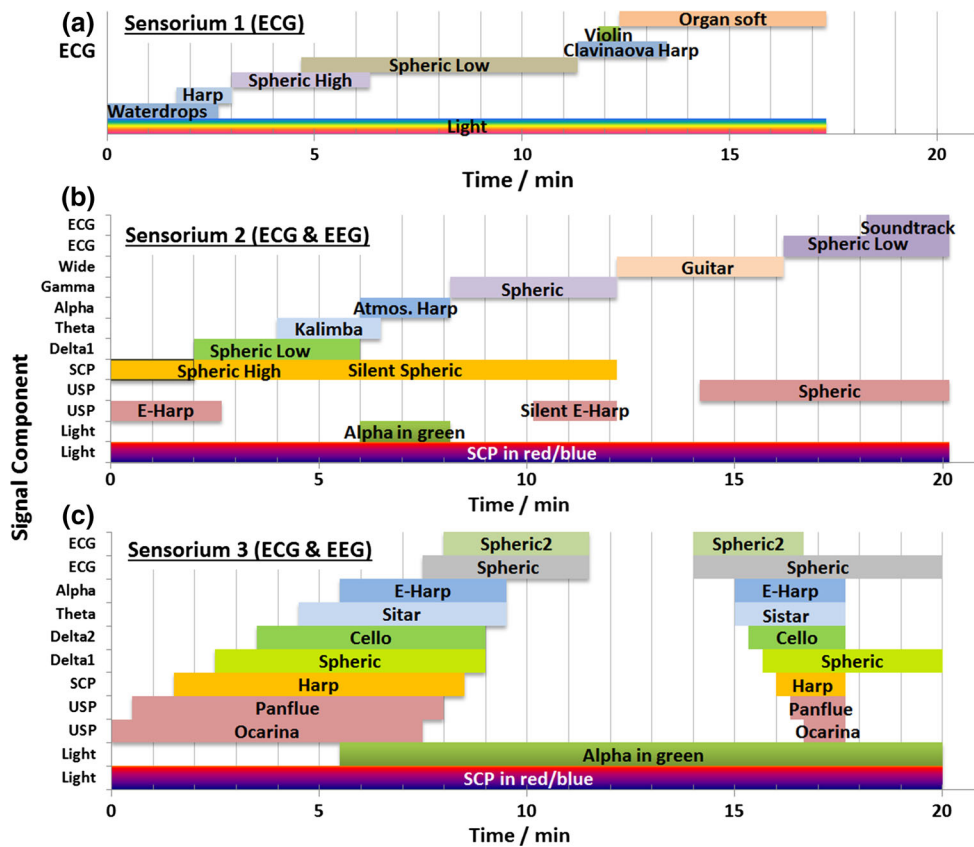 (a) Sensorium 1 (ECG)
ECG
Organ soft
Violin
Clavinaova Harp
Spheric Low
Spheric High
Harp
Waterdrops
Light
0 5 10 15 20
Time / min
Signal Component
(b) Sensorium 2 (ECG & EEG)
ECG Soundtrack
ECG Spheric Low
Wide Guitar
Gamma Spheric
Alpha Atmos. Harp
Theta Kalimba
Delta1 Spheric Low
SCP Spheric High Silent Spheric
USP Spheric
USP E-Harp Silent E-Harp
Light Alpha in green
Light SCP in red/blue
0 5 10 15 20
Time / min
(c) Sensorium 3 (ECG & EEG)
ECG Spheric2 Spheric2
ECG Spheric Spheric
Alpha E-Harp E-Harp
Theta Sitar Sistar
Delta2 Cello Cello
Delta1 Spheric Spheric
SCP Harp Harp
USP Panflue Panflue
USP Ocarina Ocarina
Light Alpha in green
Light SCP in red/blue
0 5 10 15 20
Time / min